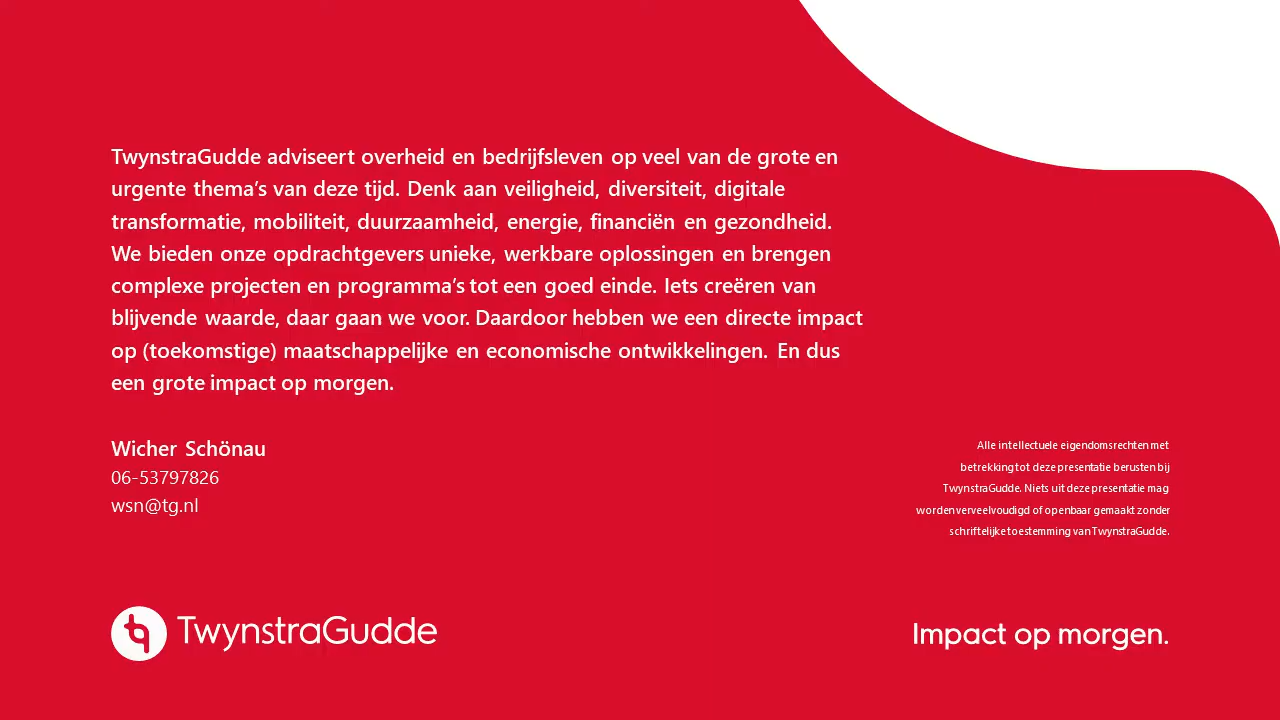 TwynstraGudde adviseert overheid en bedrijfsleven op veel van de grote en
urgente thema’s van deze tijd. Denk aan veiligheid, diversiteit, digitale
transformatie, mobiliteit, duurzaamheid, energie, financiën en gezondheid.
We bieden onze opdrachtgevers unieke, werkbare oplossingen en brengen
complexe projecten en programma’s tot een goed einde. Iets creëren van
blijvende waarde, daar gaan we voor. Daardoor hebben we een directe impact
op (toekomstige) maatschappelijke en economische ontwikkelingen. En dus
een grote impact op morgen.
Wicher Schönau
06-53797826
wsn@tg.nl
Alle intellectuele eigendomsrechten met
betrekking tot deze presentatie berusten bij
TwynstraGudde. Niets uit deze presentatie mag
worden verveelvoudigd of openbaar gemaakt zonder
schriftelijke toestemming van TwynstraGudde.
TwynstraGudde
Impact op morgen.